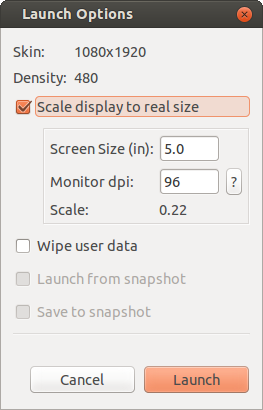 Launch Options
Skin: 1080x1920
Density: 480
Scale display to real size
Screen Size (in): 5.0
Monitor dpi: 96 ?
Scale: 0.22
Wipe user data
Launch from snapshot
Save to snapshot
Cancel Launch